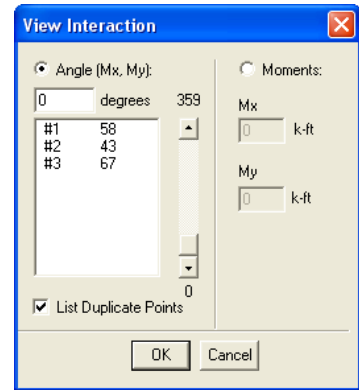 View Interaction
Angle (Mx, My):
0 degrees 359
#1 58
#2 43
#3 67
0
List Duplicate Points
Moments:
Mx
0 k-ft
My
0 k-ft
OK Cancel